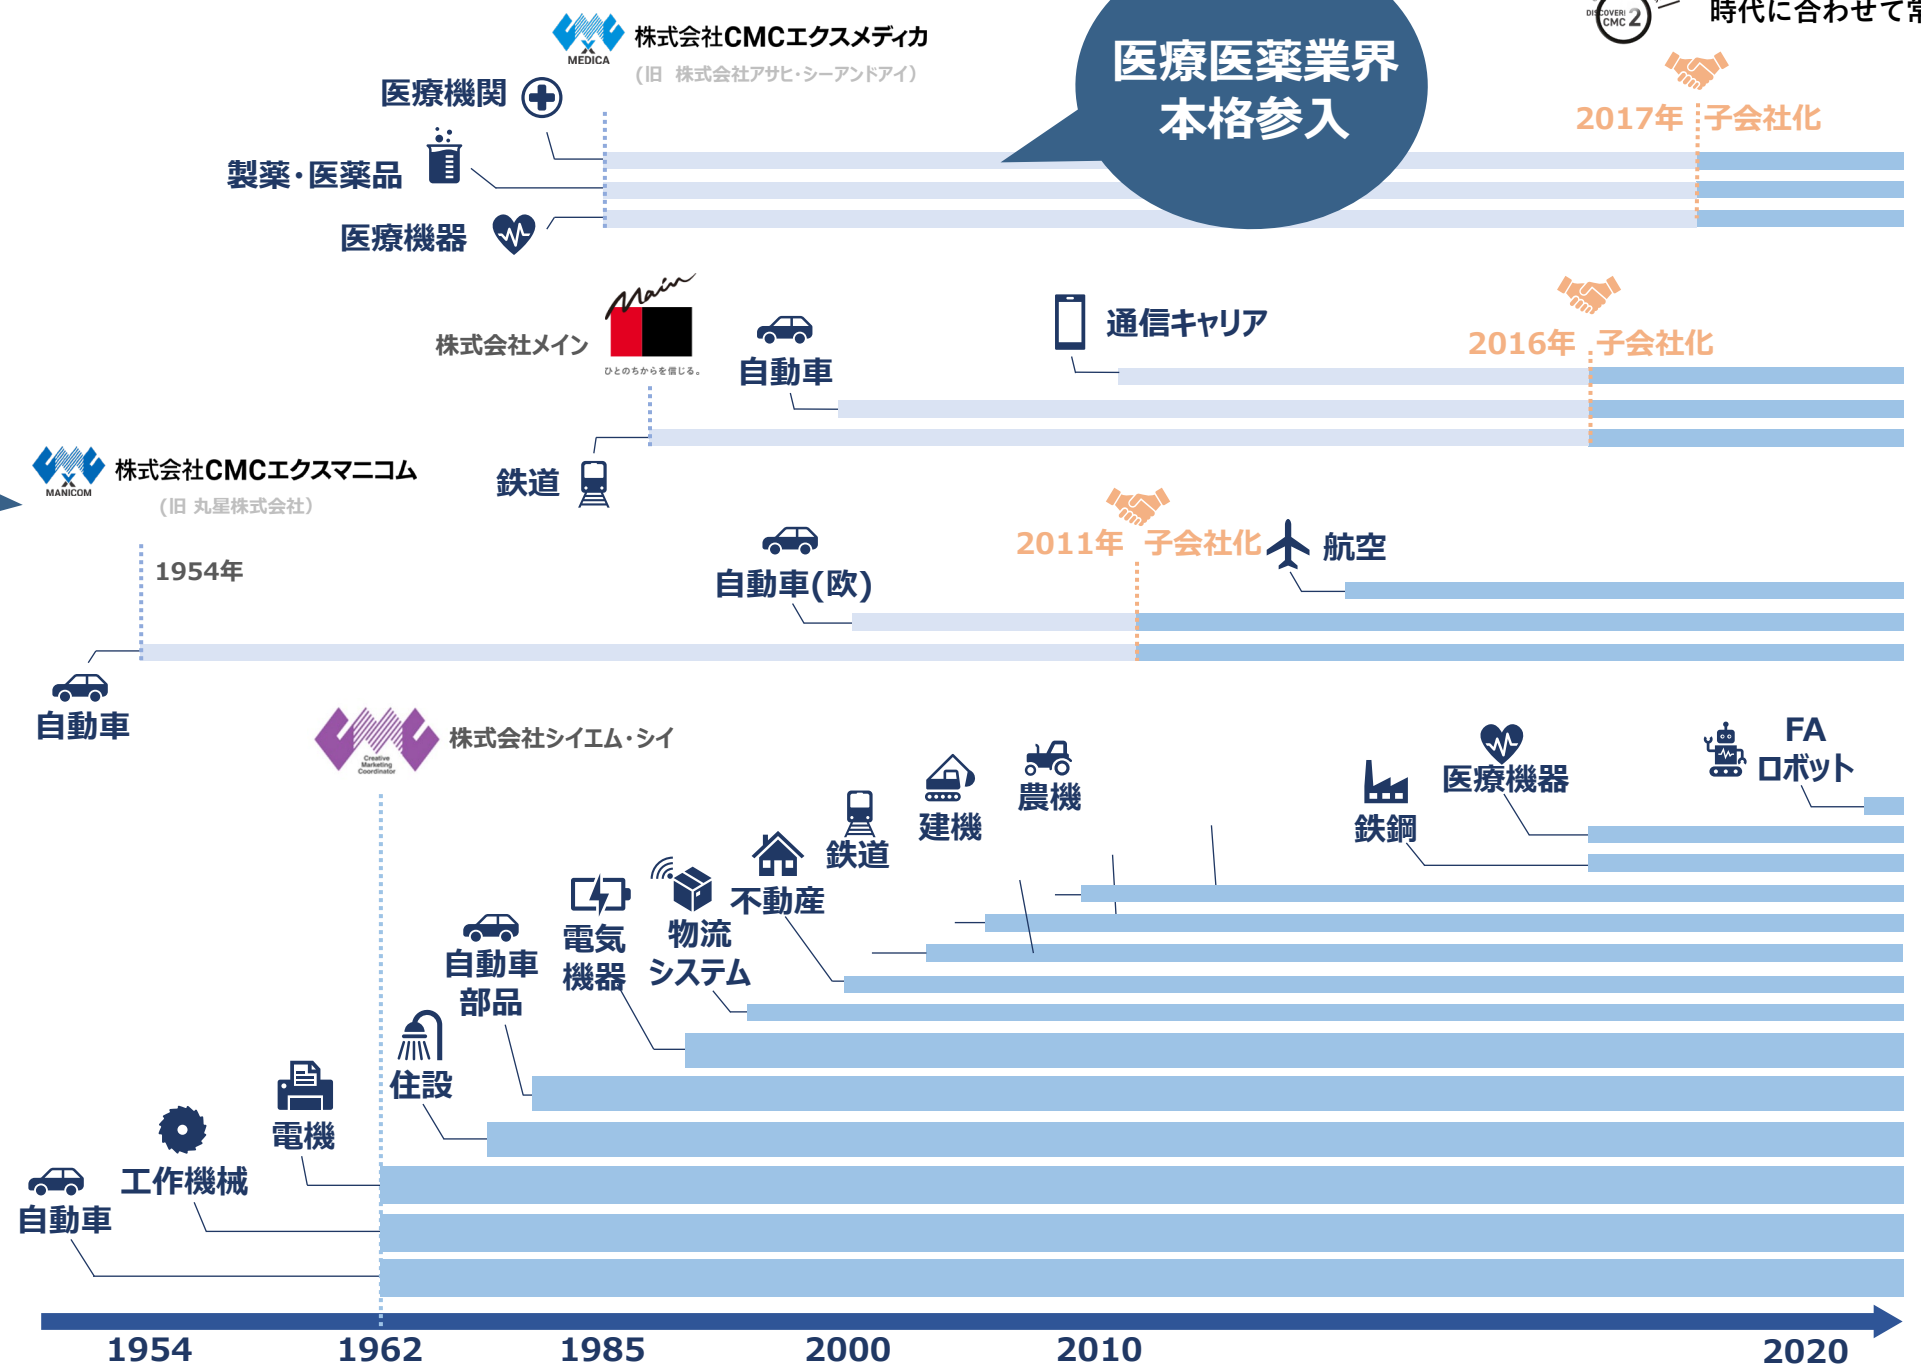 DISCOVER!
CMC 2
時代に合わせて常
X
MEDICA
株式会社CMCエクスメディカ
(旧 株式会社アサヒ・シーアンドアイ)
医療医薬業界
本格参入
医療機関
製薬・医薬品
医療機器
2017年 子会社化
Main
ひとのちからを信じる。
株式会社メイン
自動車
通信キャリア
2016年 子会社化
鉄道
X
MANICOM
株式会社CMCエクスマニコム
(旧 丸星株式会社)
1954年
自動車
自動車(欧)
2011年 子会社化
航空
CMC
Creative
Marketing
Coordinator
株式会社シイエム・シイ
FA
ロボット
医療機器
鉄鋼
農機
建機
鉄道
不動産
物流
システム
電気
機器
自動車
部品
住設
電機
工作機械
自動車
1954
1962
1985
2000
2010
2020